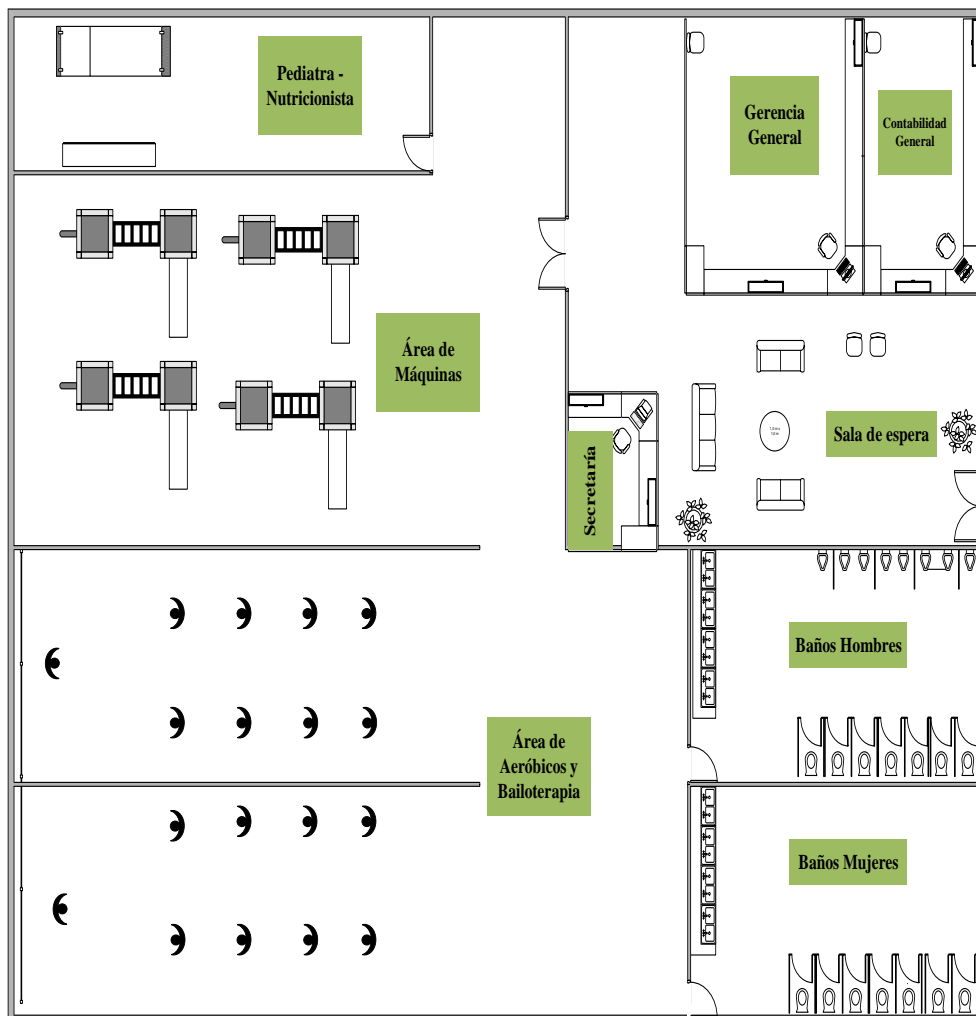 Pediatra -
Nutricionista
Gerencia
General
Contabilidad
General
Área de
Máquinas
Sala de espera
Secretaría
Baños Hombres
Área de
Aeróbicos y
Bailoterapia
Baños Mujeres